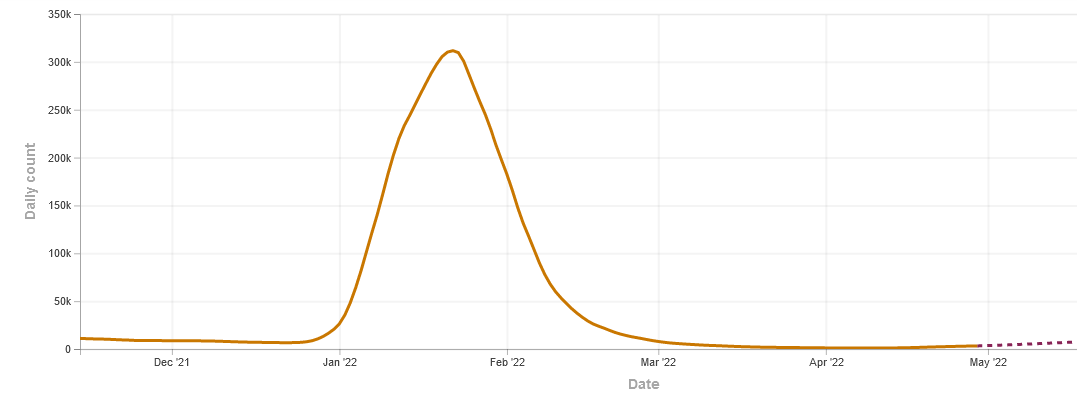 350k
300k
250k
200k
150k
100k
50k
0
Daily count
Dec '21
Jan '22
Feb '22
Mar '22
Apr '22
May '22
Date